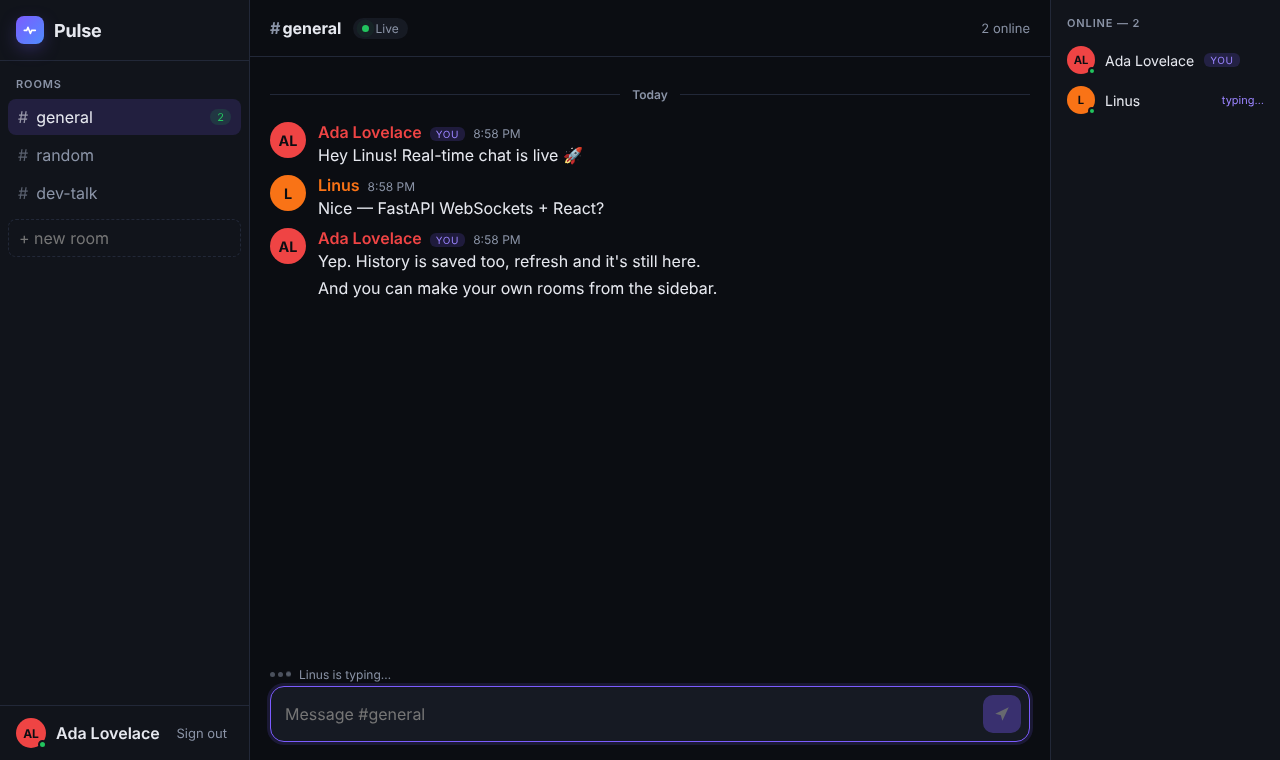 Pulse
ROOMS
# general 2
# random
# dev-talk
+ new room
AL Ada Lovelace Sign out
# general Live 2 online
Today
AL Ada Lovelace YOU 8:58 PM
Hey Linus! Real-time chat is live 🚀
L Linus 8:58 PM
Nice — FastAPI WebSockets + React?
AL Ada Lovelace YOU 8:58 PM
Yep. History is saved too, refresh and it's still here.
And you can make your own rooms from the sidebar.
Linus is typing...
Message #general
ONLINE — 2
AL Ada Lovelace YOU
L Linus typing...